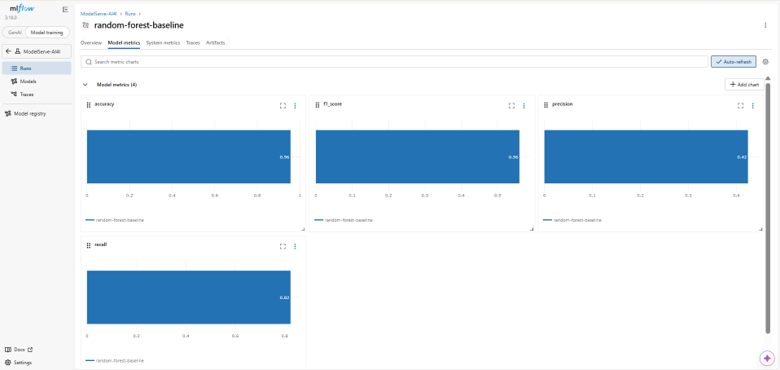 mlflow
3.10.0
GenAI Model training
ModelServe-AI4I
Runs
Models
Traces
Model registry
Docs
Settings
ModelServe-AI4I Runs
random-forest-baseline
Overview Model metrics System metrics Traces Artifacts
Search metric charts
Auto-refresh
Model metrics (4)
Add chart
accuracy
0.96
0 0.2 0.4 0.6 0.8
random-forest-baseline
f1_score
0 0.1 0.2 0.3 0.4 0.5
random-forest-baseline
precision
0.42
0 0.1 0.2 0.3 0.4
random-forest-baseline
recall
0 0.2 0.4 0.6 0.8
random-forest-baseline